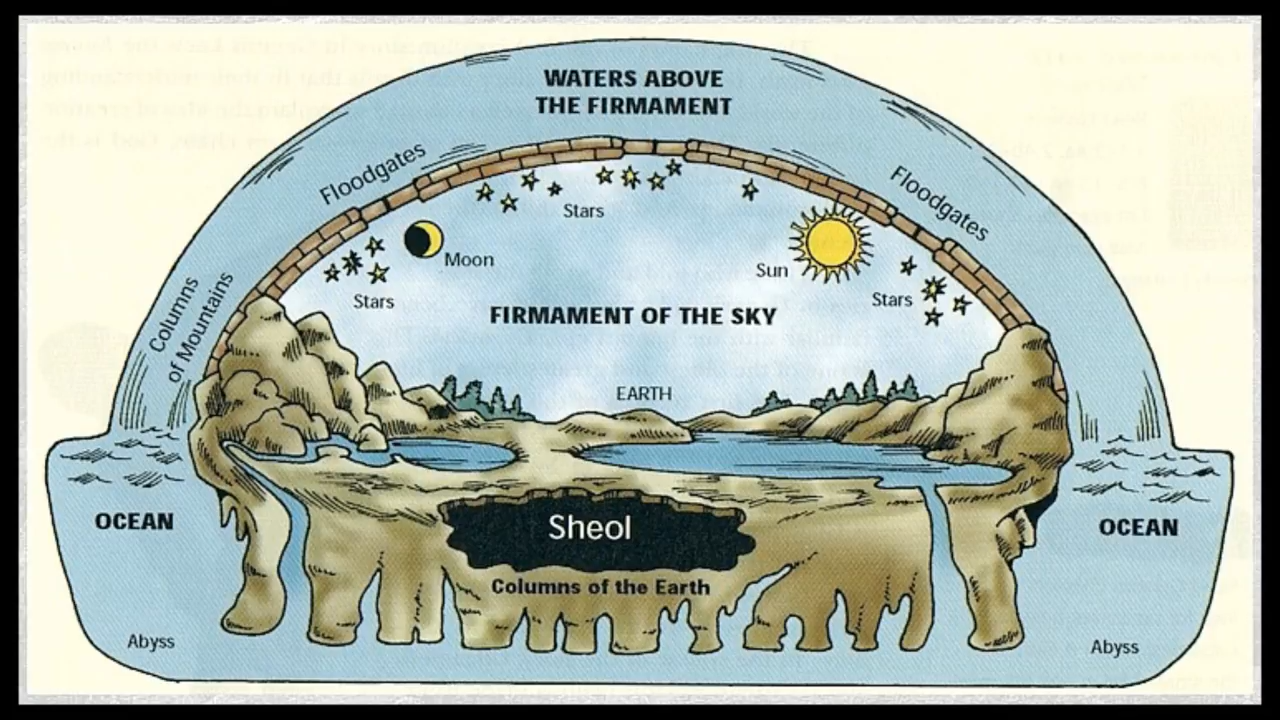 WATERS ABOVE
THE FIRMAMENT
Floodgates
Floodgates
Stars
Moon
Sun
Stars
Stars
Columns
of Mountains
FIRMAMENT OF THE SKY
EARTH
OCEAN
Sheol
OCEAN
Columns of the Earth
Abyss
Abyss